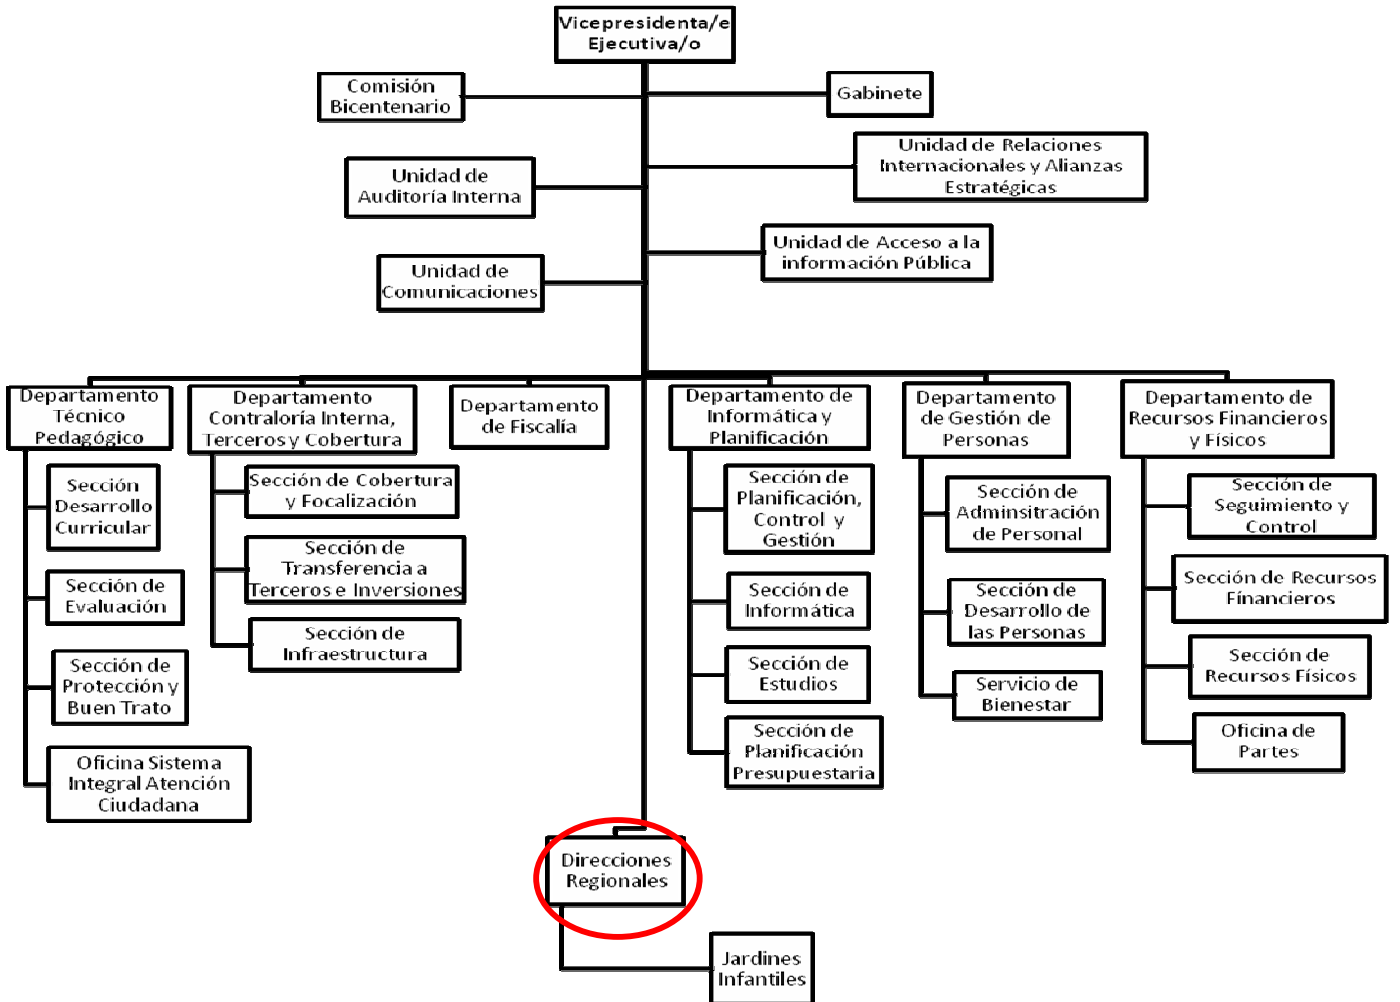 Vicepresidenta/e
Ejecutiva/o
Comisión
Bicentenario
Gabinete
Unidad de Relaciones
Internacionales y Alianzas
Estratégicas
Unidad de
Auditoría Interna
Unidad de Acceso a la
información Pública
Unidad de
Comunicaciones
Departamento
Técnico
Pedagógico
Departamento
Contraloría Interna,
Terceros y Cobertura
Departamento
de Fiscalía
Departamento de
Informática y
Planificación
Departamento
de Gestión de
Personas
Departamento de
Recursos Financieros
y Físicos
Sección
Desarrollo
Curricular
Sección de
Evaluación
Sección de
Protección y
Buen Trato
Oficina Sistema
Integral Atención
Ciudadana
Sección de Cobertura
y Focalización
Sección de
Transferencia a
Terceros e Inversiones
Sección de
Infraestructura
Sección de
Planificación,
Control y
Gestión
Sección de
Informática
Sección de
Estudios
Sección de
Planificación
Presupuestaria
Sección de
Adminsitración
de Personal
Sección de
Desarrollo de
las Personas
Servicio de
Bienestar
Sección de
Seguimiento y
Control
Sección de Recursos
Fínancieros
Sección de
Recursos Físicos
Oficina de
Partes
Direcciones
Regionales
Jardines
Infantiles